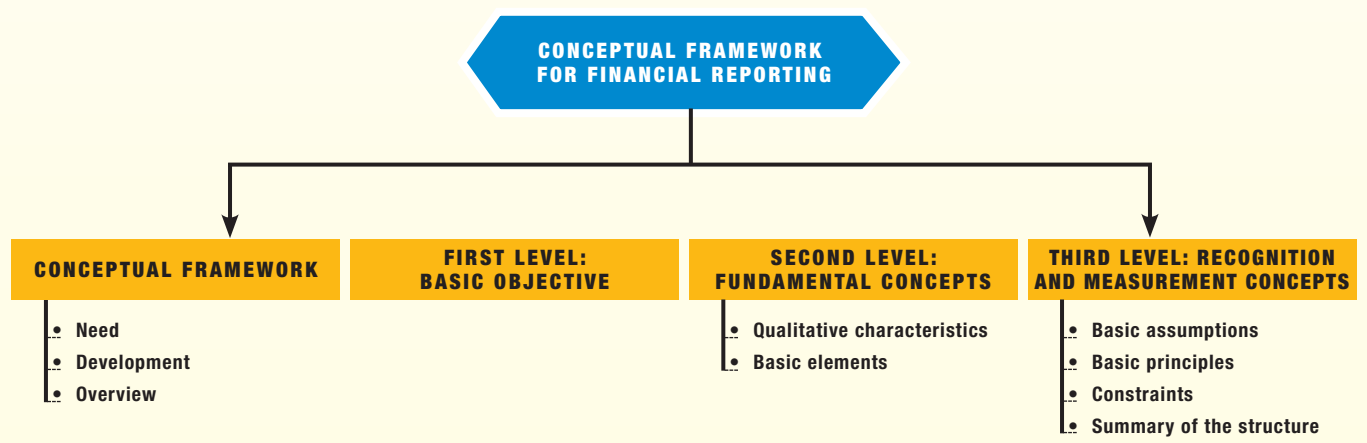 CONCEPTUAL FRAMEWORK
FOR FINANCIAL REPORTING
CONCEPTUAL FRAMEWORK
• Need
• Development
• Overview
FIRST LEVEL:
BASIC OBJECTIVE
SECOND LEVEL:
FUNDAMENTAL CONCEPTS
• Qualitative characteristics
• Basic elements
THIRD LEVEL: RECOGNITION
AND MEASUREMENT CONCEPTS
• Basic assumptions
• Basic principles
• Constraints
• Summary of the structure